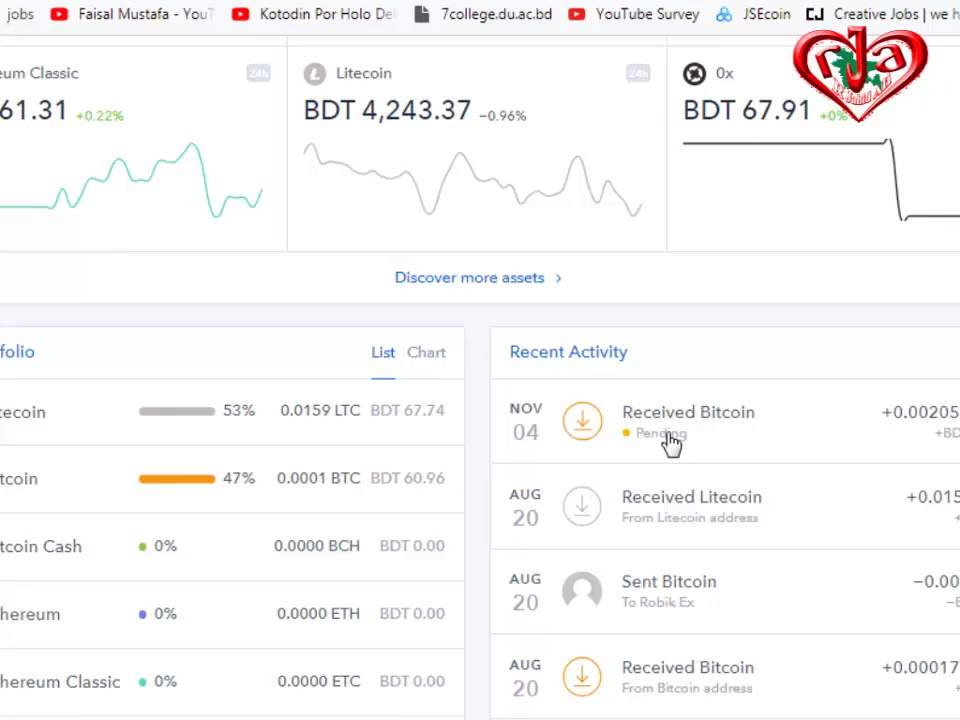 jobs Faisal Mustafa - YouT Kotodin Por Holo De 7college.du.ac.bd YouTube Survey JSEcoin Creative Jobs | we h
um Classic 24h Litecoin 24h 0x
61.31 +0.22% BDT 4,243.37 −0.96% BDT 67.91 +0%
rja
Discover more assets >
folio List Chart
tecoin 53% 0.0159 LTC BDT 67.74
tcoin 47% 0.0001 BTC BDT 60.96
tcoin Cash 0% 0.0000 BCH BDT 0.00
hereum 0% 0.0000 ETH BDT 0.00
hereum Classic 0% 0.0000 ETC BDT 0.00
Recent Activity
NOV 04 Received Bitcoin +0.00205
Pending +BD
AUG 20 Received Litecoin +0.015
From Litecoin address
AUG 20 Sent Bitcoin −0.00
To Robik Ex
AUG 20 Received Bitcoin +0.00017
From Bitcoin address